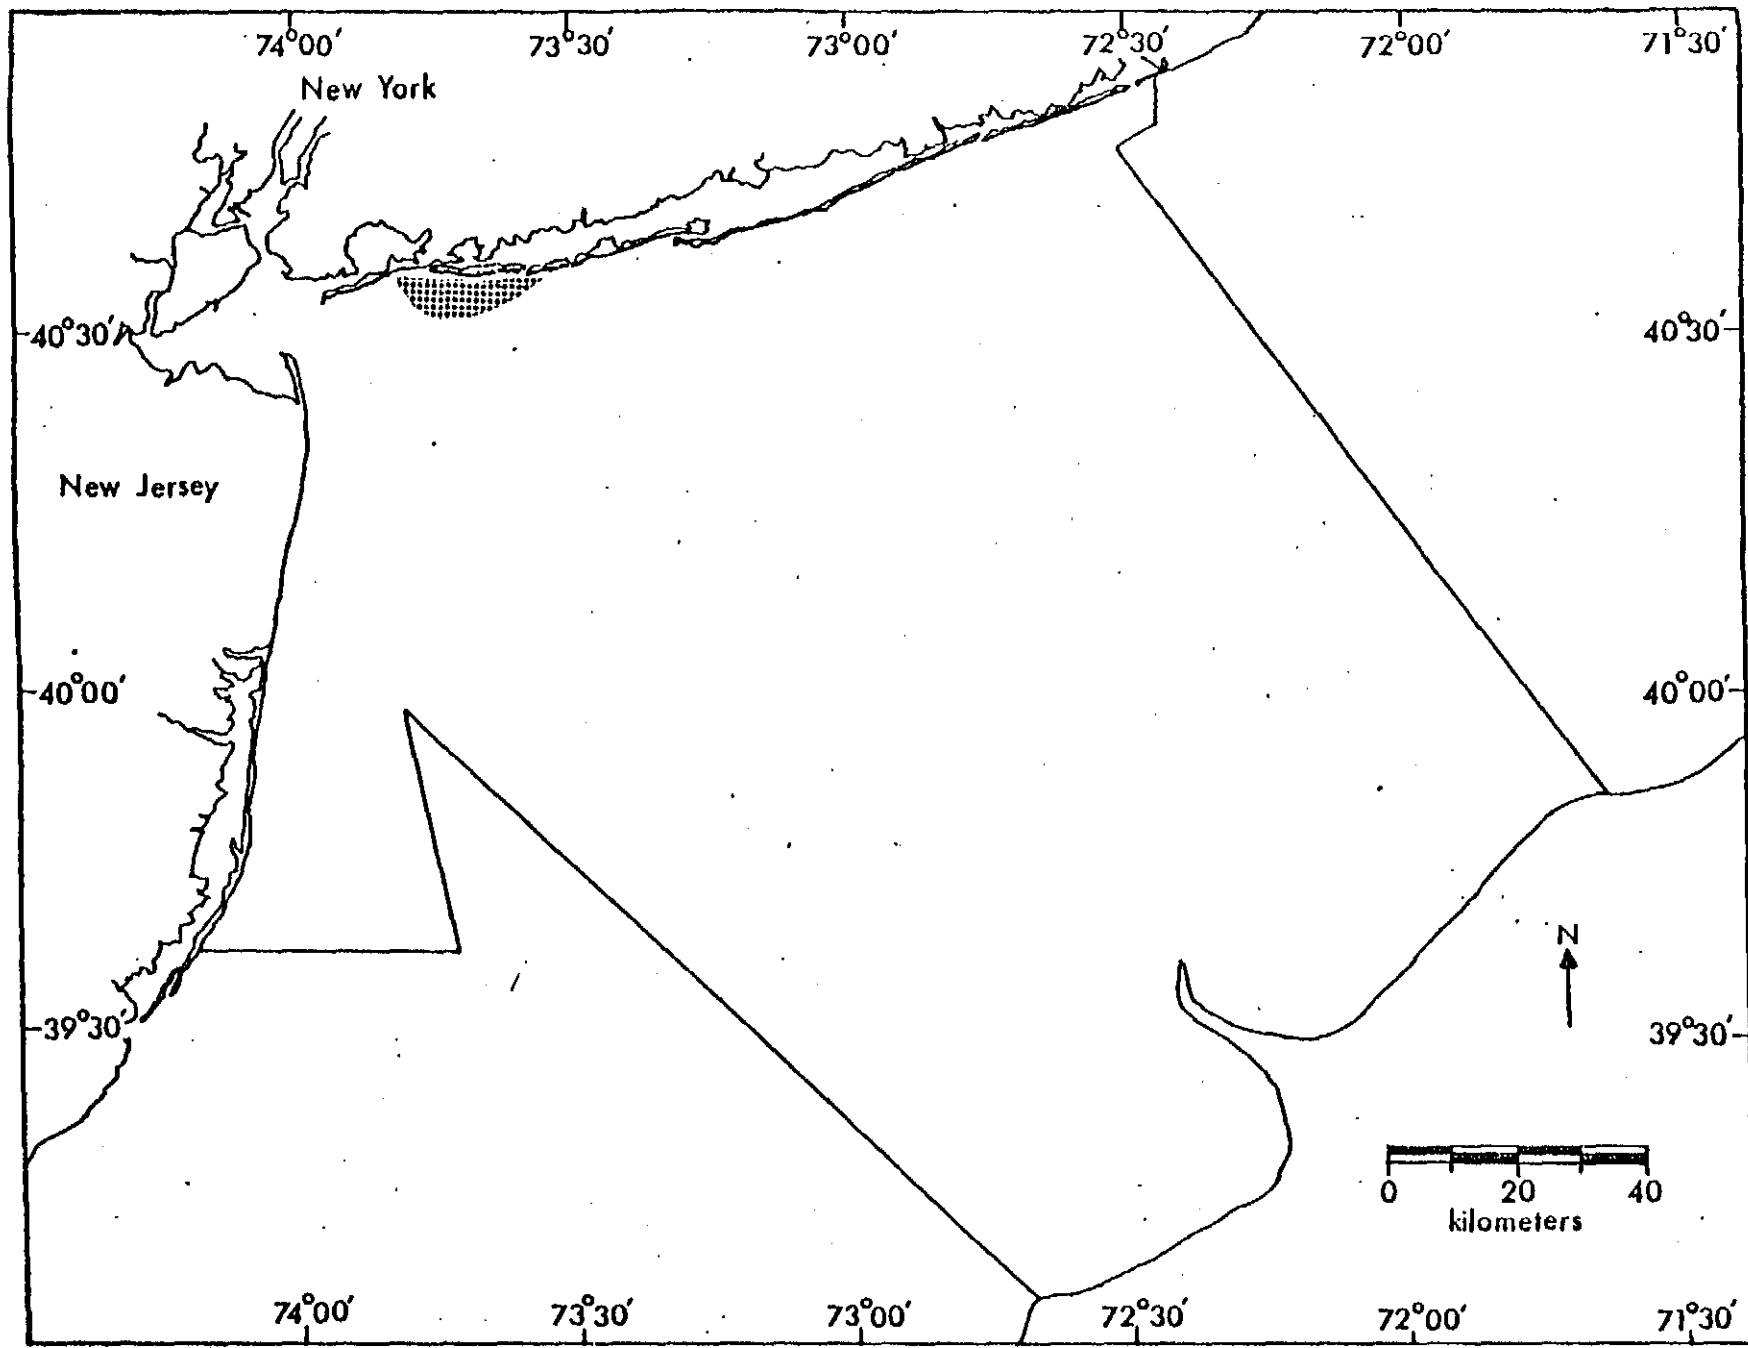 74°00′ 73°30′ 73°00′ 72°30′ 72°00′ 71°30′
New York
40°30′ 40°30′
New Jersey
40°00′ 40°00′
N
39°30′ 39°30′
0 20 40
kilometers
74°00′ 73°30′ 73°00′ 72°30′ 72°00′ 71°30′